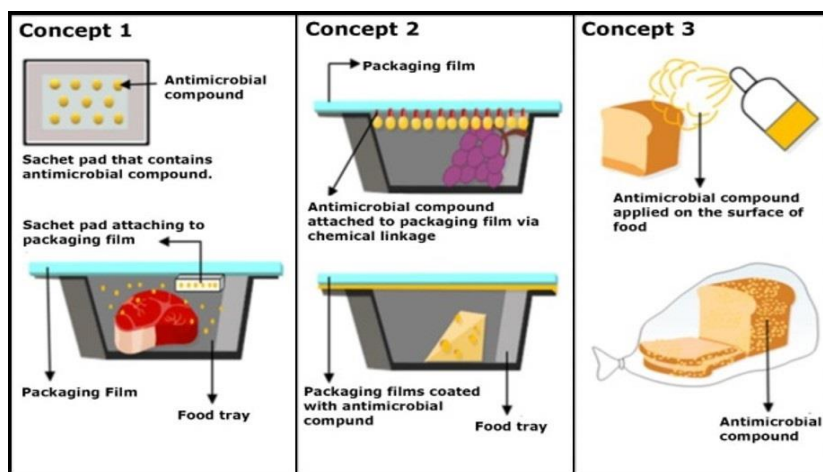 Concept 1
Antimicrobial
compound
Sachet pad that contains
antimicrobial compound.
Sachet pad attaching to
packaging film
Packaging Film
Food tray
Concept 2
Packaging film
Antimicrobial compound
attached to packaging film via
chemical linkage
Packaging films coated
with antimicrobial
compund
Food tray
Concept 3
Antimicrobial compound
applied on the surface of
food
Antimicrobial
compound